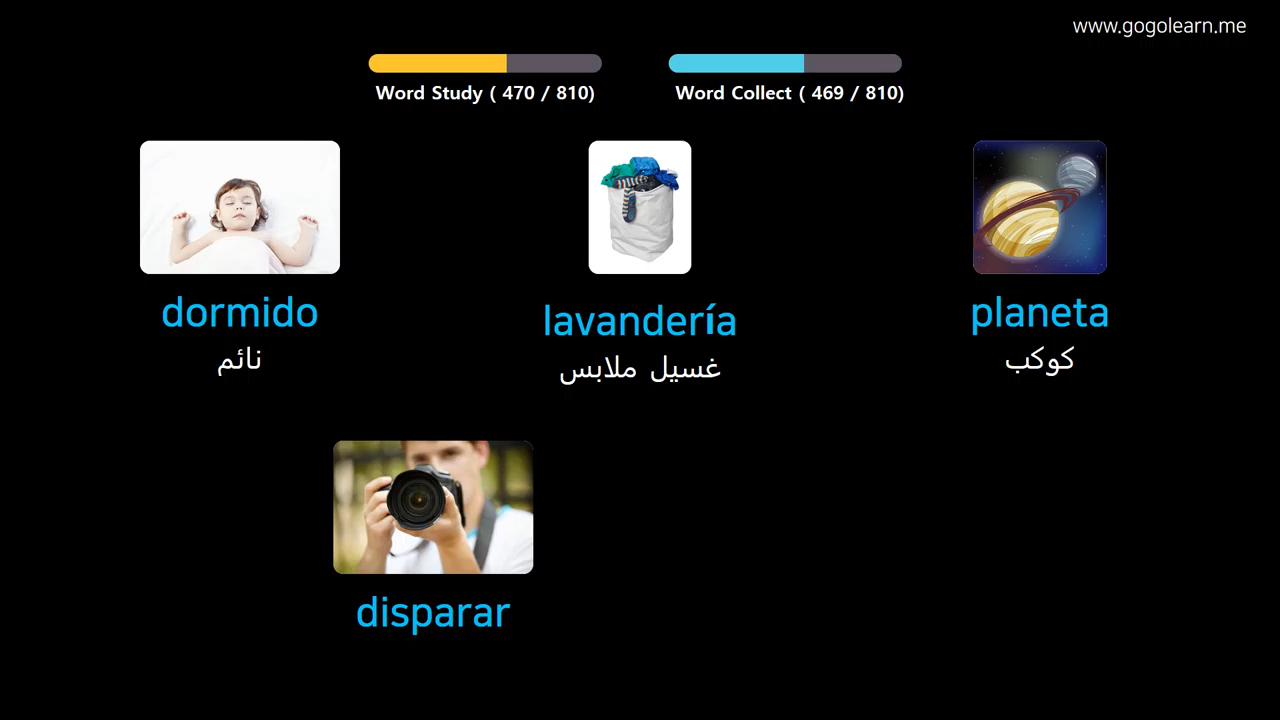 www.gogolearn.me
Word Study ( 470 / 810)
Word Collect ( 469 / 810)
dormido
نائم
lavandería
غسيل ملابس
planeta
كوكب
disparar